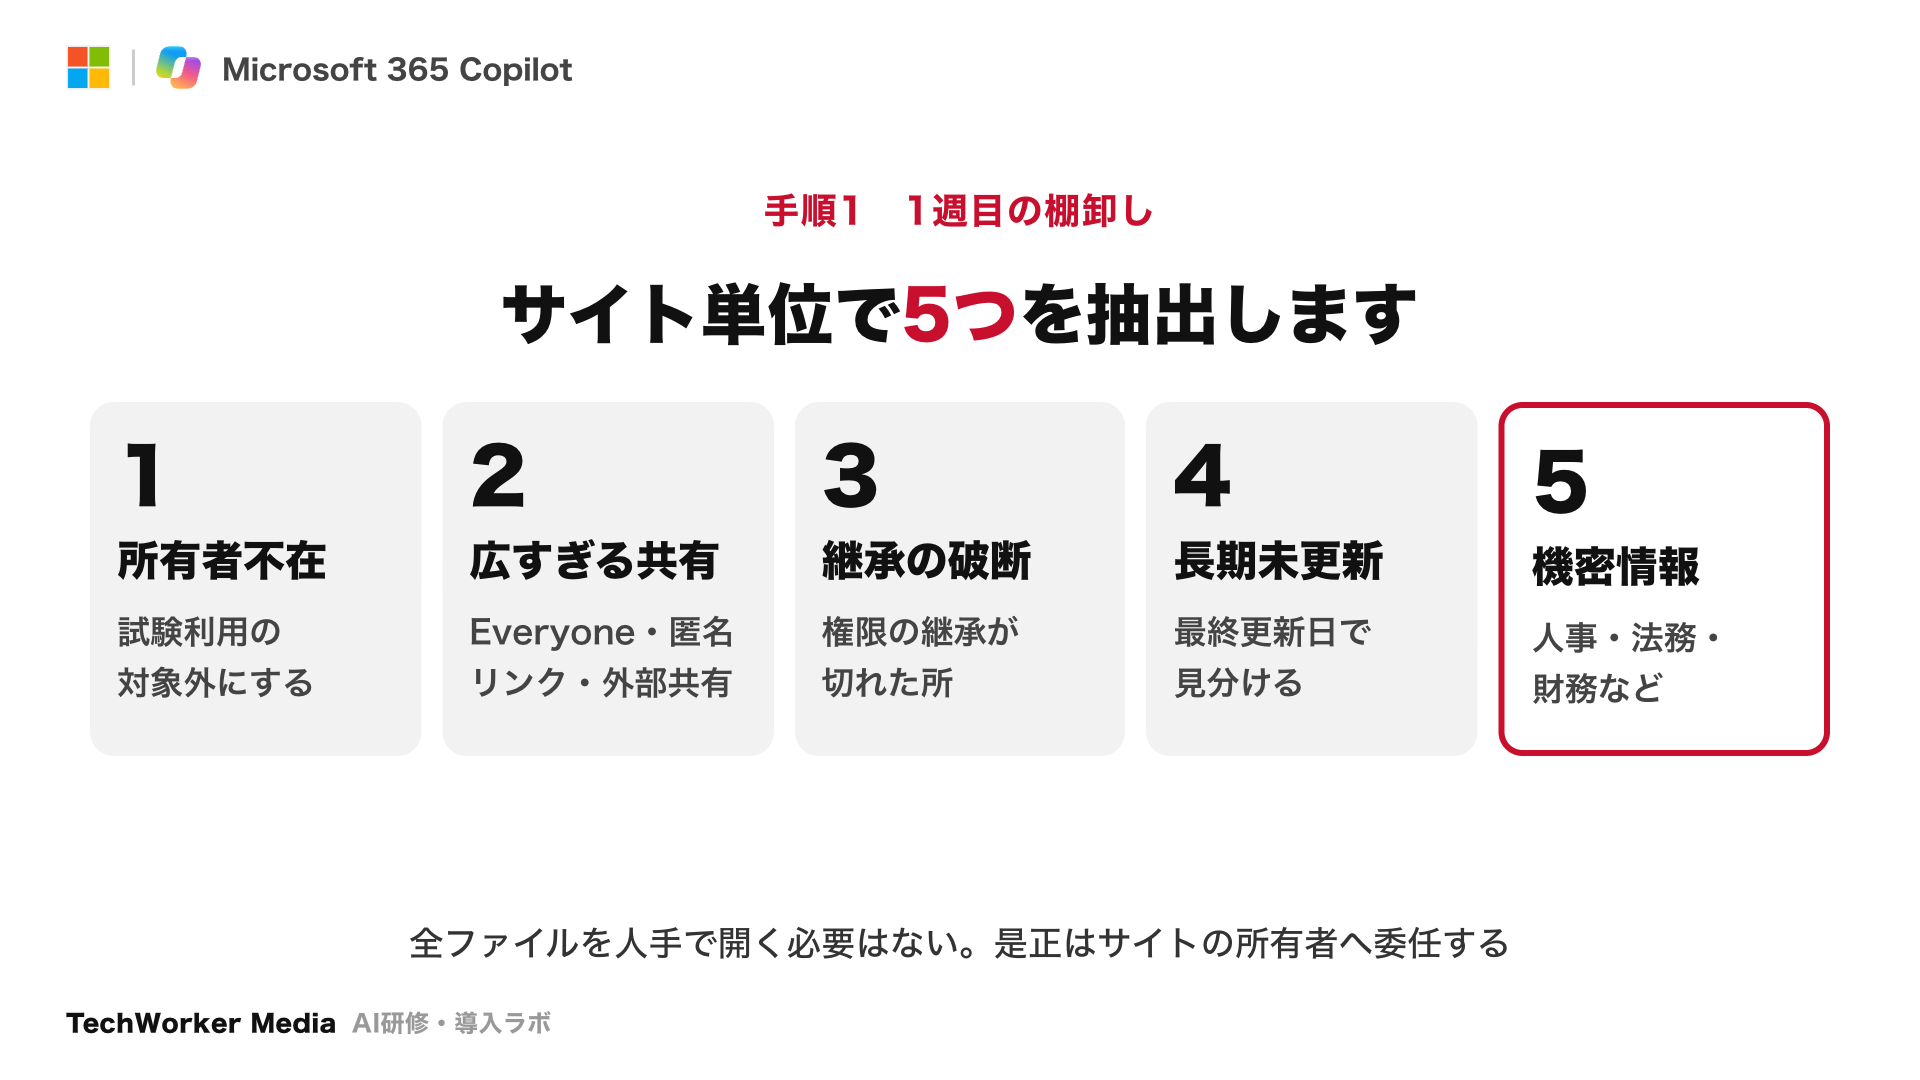 Microsoft 365 Copilot
手順1　1週目の棚卸し
サイト単位で5つを抽出します
1
所有者不在
試験利用の
対象外にする
2
広すぎる共有
Everyone・匿名
リンク・外部共有
3
継承の破断
権限の継承が
切れた所
4
長期未更新
最終更新日で
見分ける
5
機密情報
人事・法務・
財務など
全ファイルを人手で開く必要はない。是正はサイトの所有者へ委任する
TechWorker Media AI研修・導入ラボ